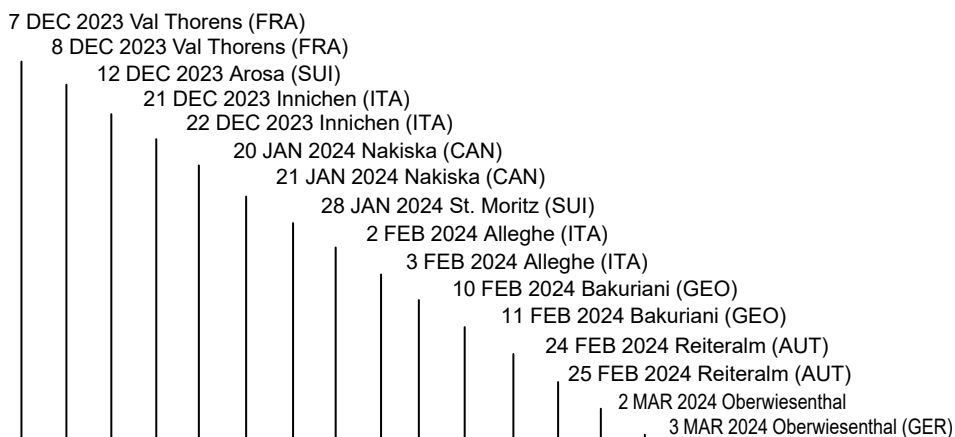 7 DEC 2023 Val Thorens (FRA)
8 DEC 2023 Val Thorens (FRA)
12 DEC 2023 Arosa (SUI)
21 DEC 2023 Innichen (ITA)
22 DEC 2023 Innichen (ITA)
20 JAN 2024 Nakiska (CAN)
21 JAN 2024 Nakiska (CAN)
28 JAN 2024 St. Moritz (SUI)
2 FEB 2024 Alleghe (ITA)
3 FEB 2024 Alleghe (ITA)
10 FEB 2024 Bakuriani (GEO)
11 FEB 2024 Bakuriani (GEO)
24 FEB 2024 Reiteralm (AUT)
25 FEB 2024 Reiteralm (AUT)
2 MAR 2024 Oberwiesenthal
3 MAR 2024 Oberwiesenthal (GER)